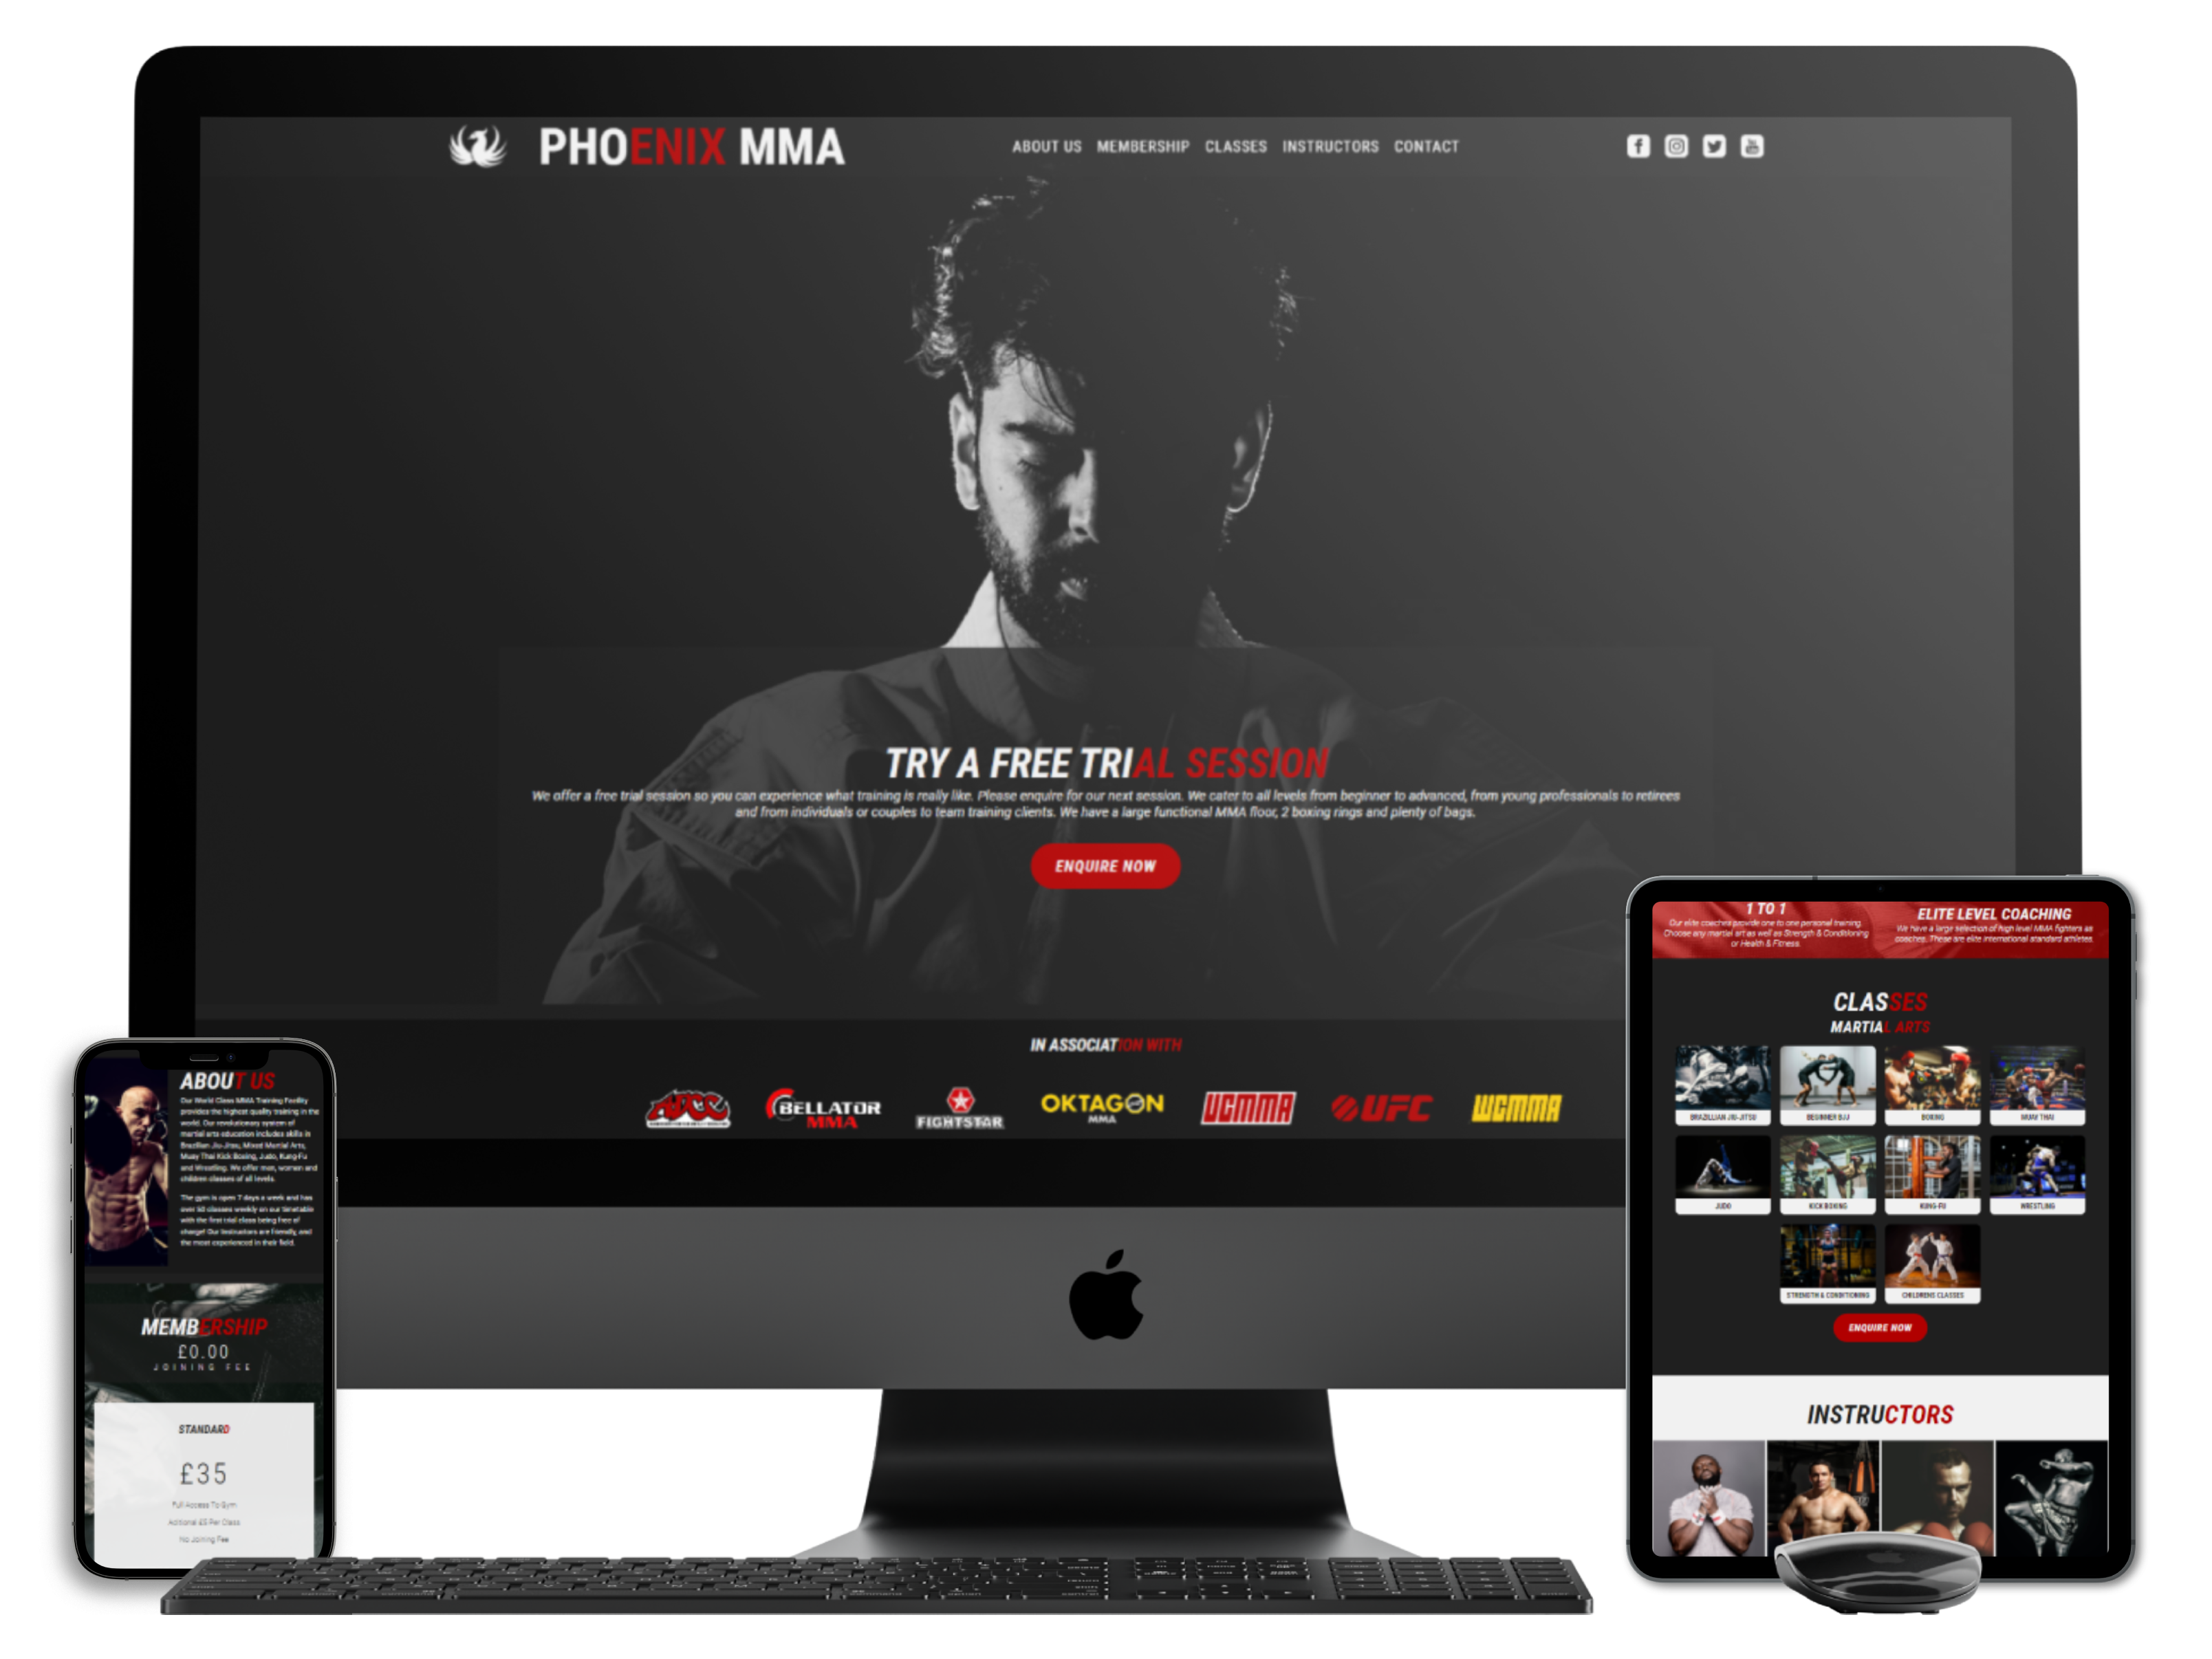 PHOENIX MMA
ABOUT US MEMBERSHIP CLASSES INSTRUCTORS CONTACT
TRY A FREE TRIAL SESSION
We offer a free trial session so you can experience what training is really like. Please enquire for our next session. We cater to all levels from beginner to advanced, from young professionals to retirees
and from individuals or couples to team training clients. We have a large functional MMA floor, 2 boxing rings and plenty of bags.
ENQUIRE NOW
IN ASSOCIATION WITH
ADCC
BELLATOR
MMA
FIGHTSTAR
OKTAGON
MMA
UCMMA
UFC
WCMMA
ABOUT US
Our World Class MMA Training Facility
provides the highest quality training in the
world. Our revolutionary system of
martial arts education includes skills in
Brazilian Jiu-Jitsu, Mixed Martial Arts,
Muay Thai Kick Boxing, Judo, Kung-Fu
and Wrestling. We offer men, women and
children classes of all levels.
The gym is open 7 days a week and has
over 50 classes weekly on our timetable
with the first trial class being free of
charge! Our instructors are friendly, and
the most experienced in their field.
MEMBERSHIP
£0.00
JOINING FEE
STANDARD
£35
Full Access To Gym
Aditional £5 Per Class
No Joining Fee
1 TO 1
Our elite coaches provide one to one personal training.
Choose any martial art as well as Strength & Conditioning
or Health & Fitness.
ELITE LEVEL COACHING
We have a large selection of high level MMA fighters as
coaches. These are elite international standard athletes.
CLASSES
MARTIAL ARTS
BRAZILLIAN JIU-JITSU
BEGINNER BJJ
BOXING
MUAY THAI
JUDO
KICK BOXING
KUNG-FU
WRESTLING
STRENGTH & CONDITIONING
CHILDRENS CLASSES
ENQUIRE NOW
INSTRUCTORS